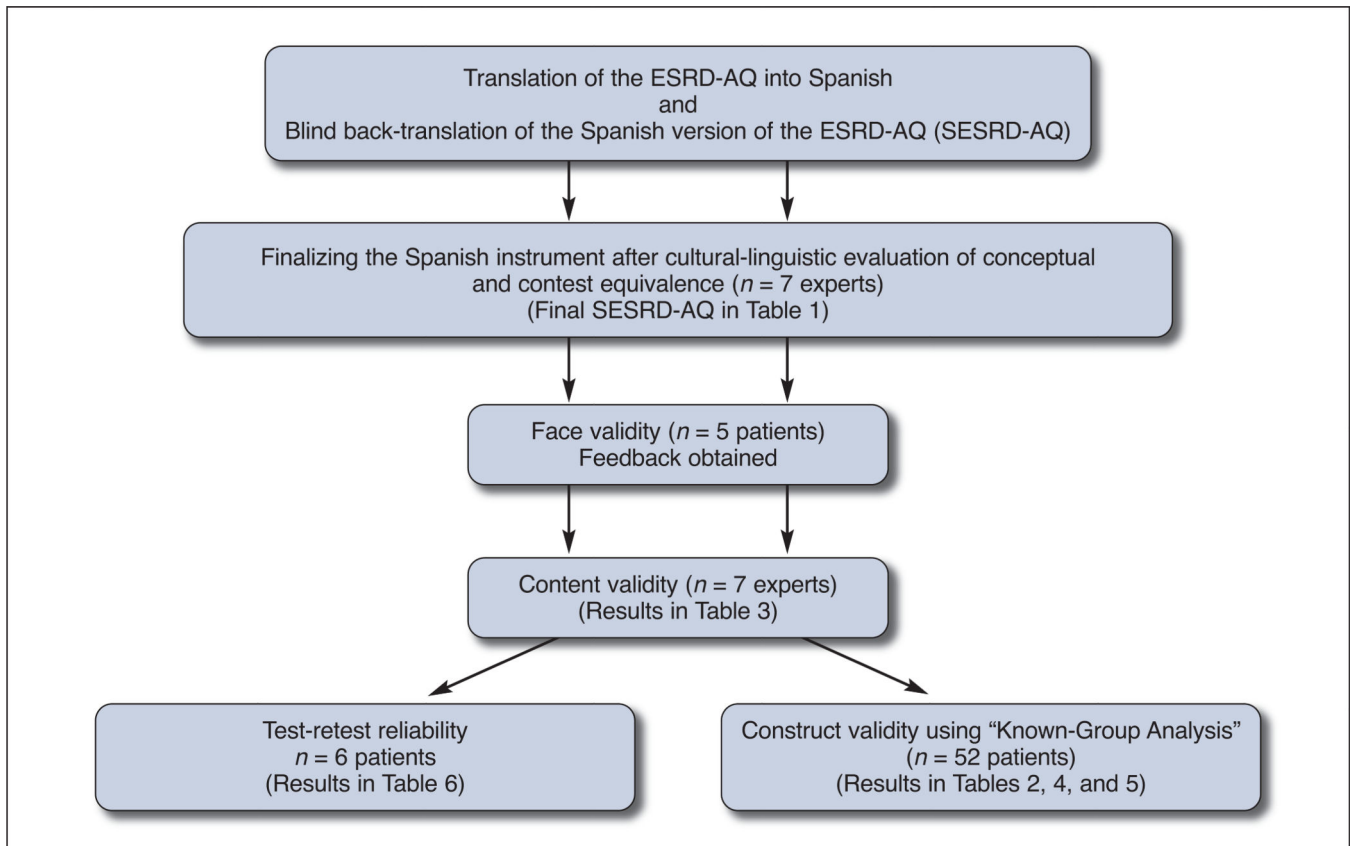 Translation of the ESRD-AQ into Spanish
and
Blind back-translation of the Spanish version of the ESRD-AQ (SESRD-AQ)
Finalizing the Spanish instrument after cultural-linguistic evaluation of conceptual
and contest equivalence (n = 7 experts)
(Final SESRD-AQ in Table 1)
Face validity (n = 5 patients)
Feedback obtained
Content validity (n = 7 experts)
(Results in Table 3)
Test-retest reliability
n = 6 patients
(Results in Table 6)
Construct validity using “Known-Group Analysis”
(n = 52 patients)
(Results in Tables 2, 4, and 5)